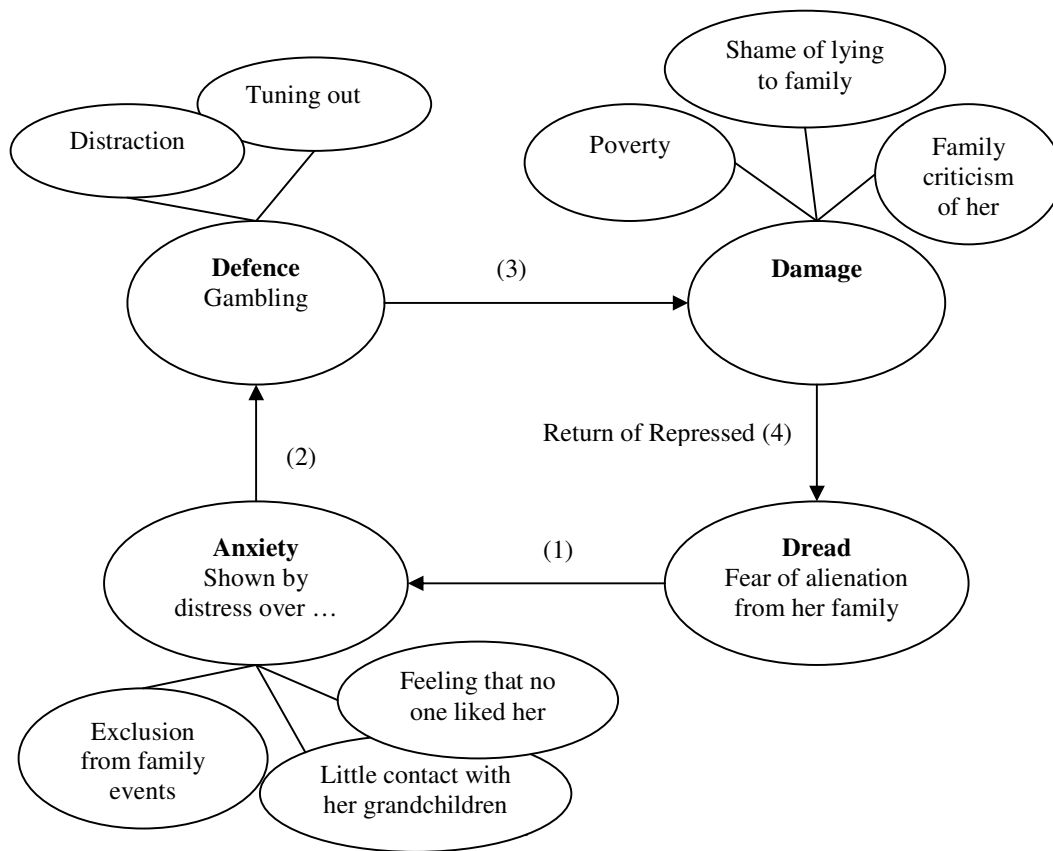 Shame of lying
to family
Tuning out
Distraction
Poverty
Family
criticism
of her
Defence
Gambling
(3)
Damage
Return of Repressed (4)
(2)
Anxiety
Shown by
distress over …
(1)
Dread
Fear of alienation
from her family
Feeling that no
one liked her
Exclusion
from family
events
Little contact with
her grandchildren